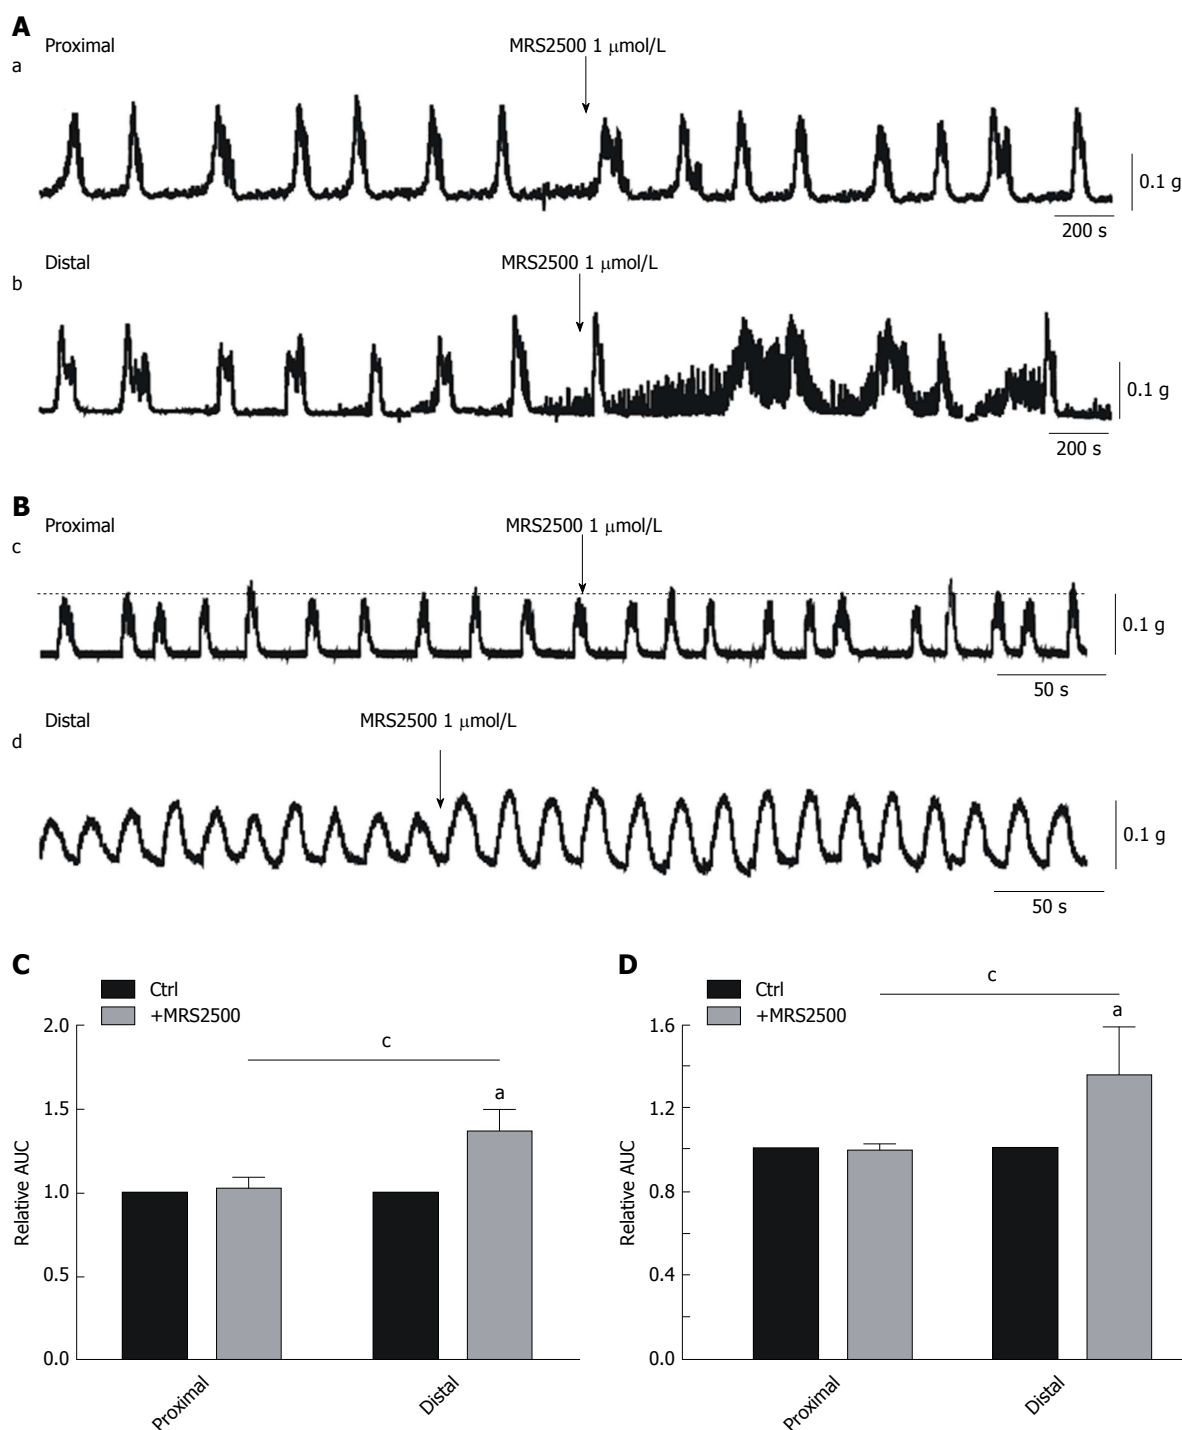 A
Proximal
MRS2500 1 μmol/L
a
0.1 g
200 s
Distal
MRS2500 1 μmol/L
b
0.1 g
200 s
B
Proximal
MRS2500 1 μmol/L
c
0.1 g
50 s
Distal
MRS2500 1 μmol/L
d
0.1 g
50 s
C
Ctrl
+MRS2500
2.0
1.5
1.0
0.5
0.0
Relative AUC
c
a
Proximal
Distal
D
Ctrl
+MRS2500
1.6
1.2
0.8
0.4
0.0
Relative AUC
c
a
Proximal
Distal